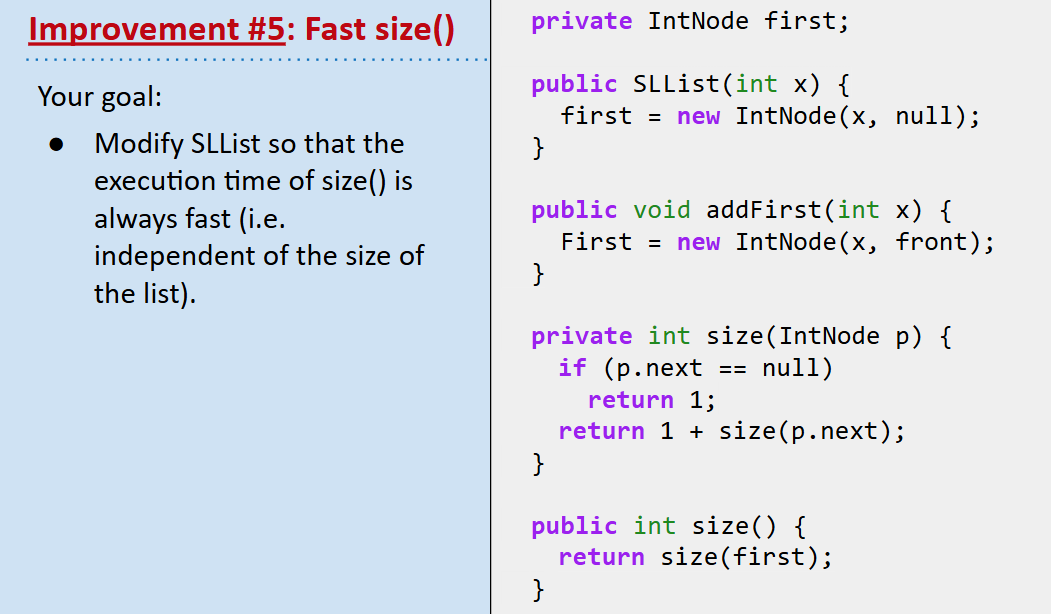 Improvement #5: Fast size()
Your goal:
● Modify SLList so that the
execution time of size() is
always fast (i.e.
independent of the size of
the list).
private IntNode first;
public SLList(int x) {
first = new IntNode(x, null);
}
public void addFirst(int x) {
First = new IntNode(x, front);
}
private int size(IntNode p) {
if (p.next == null)
return 1;
return 1 + size(p.next);
}
public int size() {
return size(first);
}